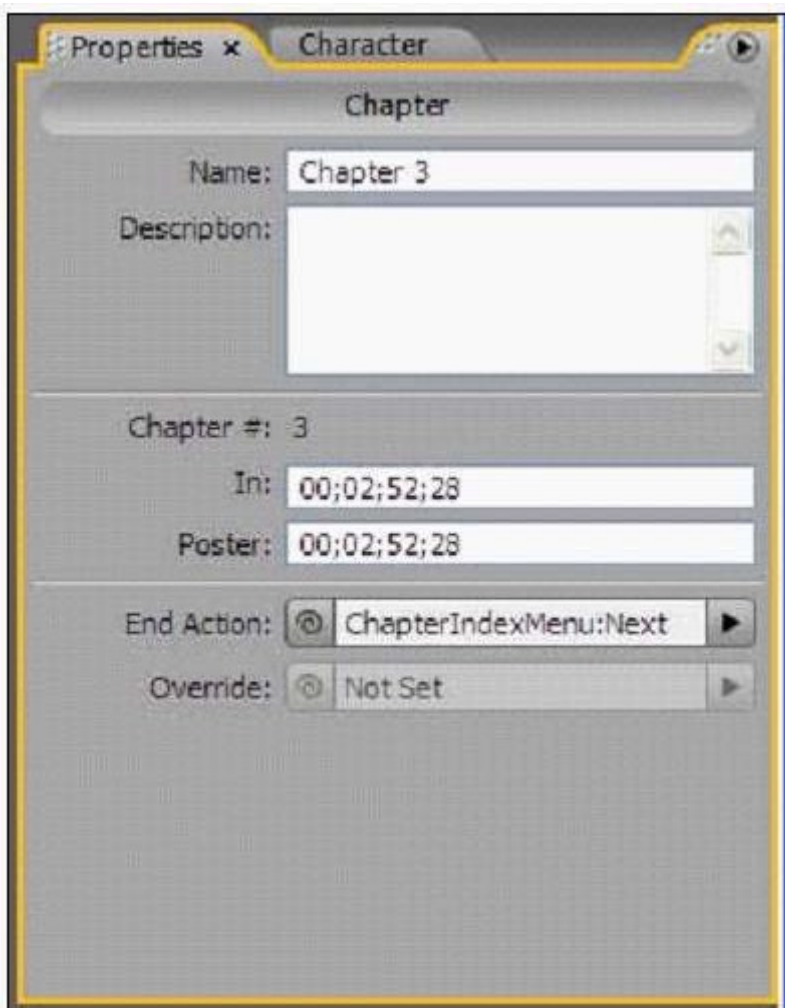 Properties x Character
Chapter
Name: Chapter 3
Description:
Chapter #: 3
In: 00;02;52;28
Poster: 00;02;52;28
End Action: ChapterIndexMenu:Next
Override: Not Set